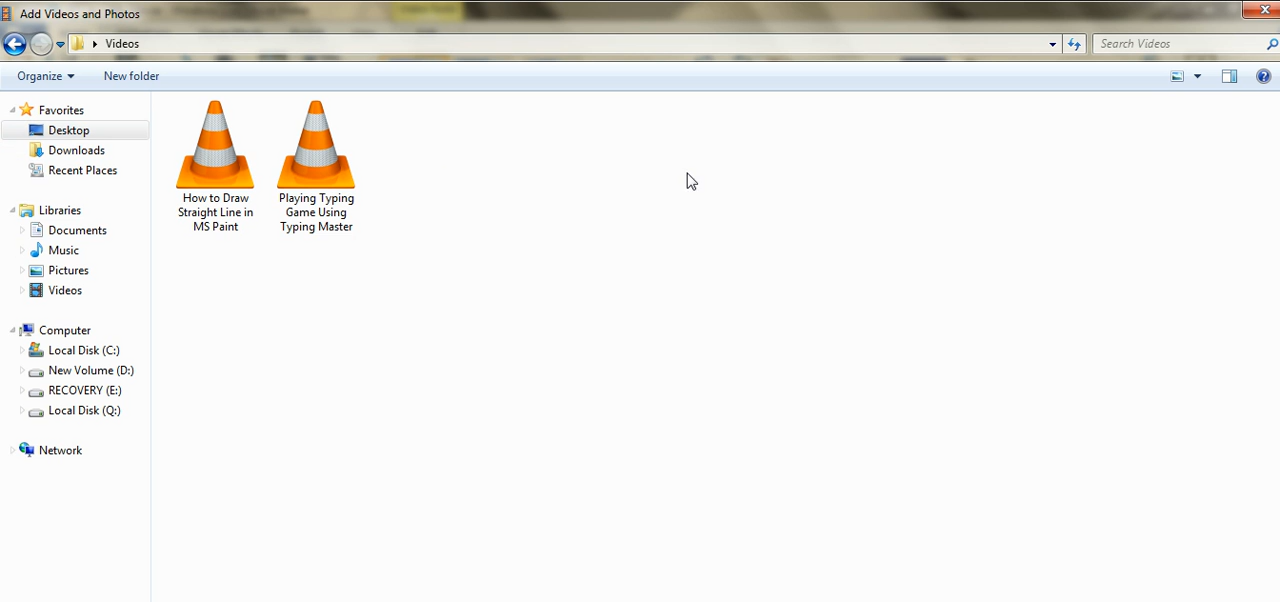 Add Videos and Photos
Videos
Search Videos
Organize
New folder
Favorites
Desktop
Downloads
Recent Places
Libraries
Documents
Music
Pictures
Videos
Computer
Local Disk (C:)
New Volume (D:)
RECOVERY (E:)
Local Disk (Q:)
Network
How to Draw
Straight Line in
MS Paint
Playing Typing
Game Using
Typing Master